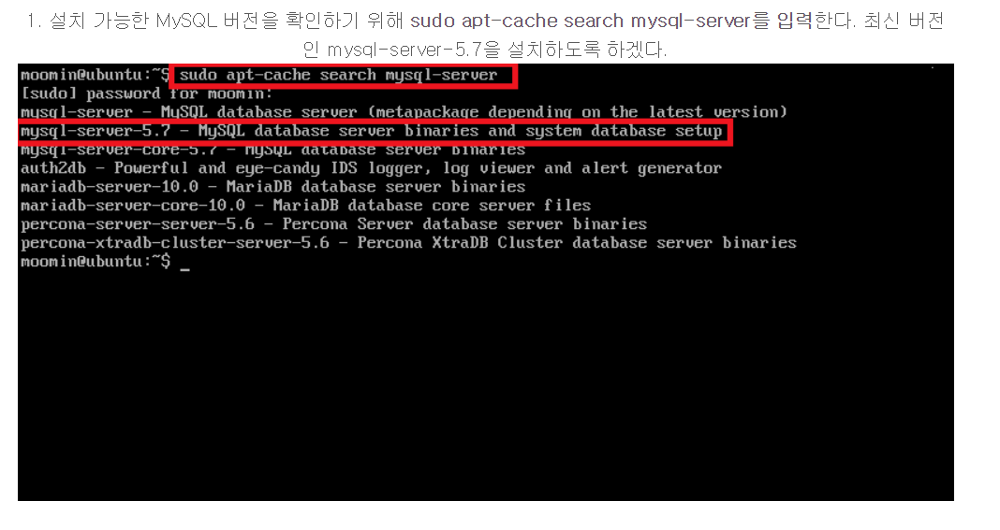 1. 설치 가능한 MySQL 버전을 확인하기 위해 sudo apt-cache search mysql-server를 입력한다. 최신 버전
인 mysql-server-5.7을 설치하도록 하겠다.
moomin@ubuntu:~$ sudo apt-cache search mysql-server
[sudo] password for moomin:
mysql-server - MySQL database server (metapackage depending on the latest version)
mysql-server-5.7 - MySQL database server binaries and system database setup
mysql-server-core-5.7 - MySQL database server binaries
auth2db - Powerful and eye-candy IDS logger, log viewer and alert generator
mariadb-server-10.0 - MariaDB database server binaries
mariadb-server-core-10.0 - MariaDB database core server files
percona-server-server-5.6 - Percona Server database server binaries
percona-xtradb-cluster-server-5.6 - Percona XtraDB Cluster database server binaries
moomin@ubuntu:~$ _